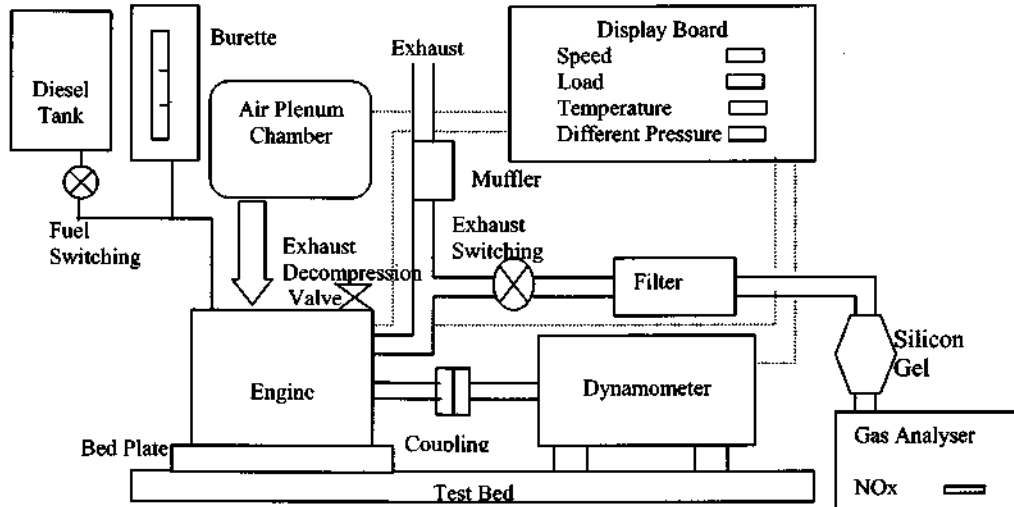 Diesel
Tank
Burette
Air Plenum
Chamber
Exhaust
Display Board
Speed
Load
Temperature
Different Pressure
Muffler
Fuel
Switching
Exhaust
Decompression
Valve
Exhaust
Switching
Filter
Silicon
Gel
Engine
Dynamometer
Coupling
Bed Plate
Test Bed
Gas Analyser
NOx